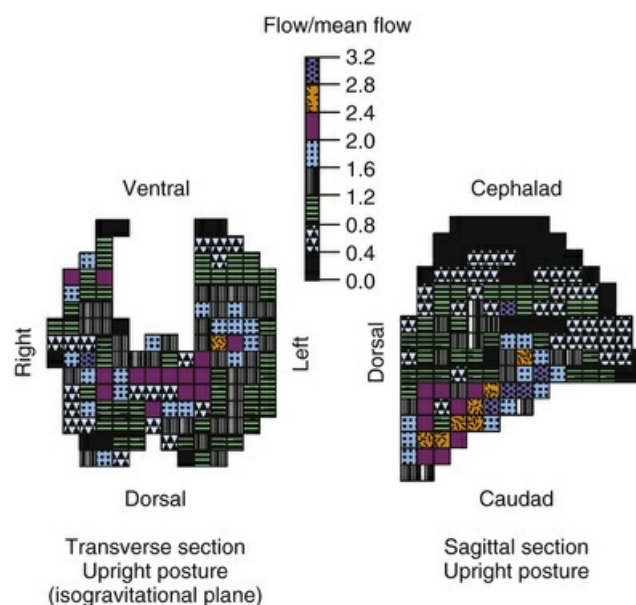 Flow/mean flow
3.2
2.8
2.4
2.0
1.6
1.2
0.8
0.4
0.0
Ventral
Cephalad
Right
Left
Dorsal
Dorsal
Caudad
Transverse section
Upright posture
(isogravitational plane)
Sagittal section
Upright posture